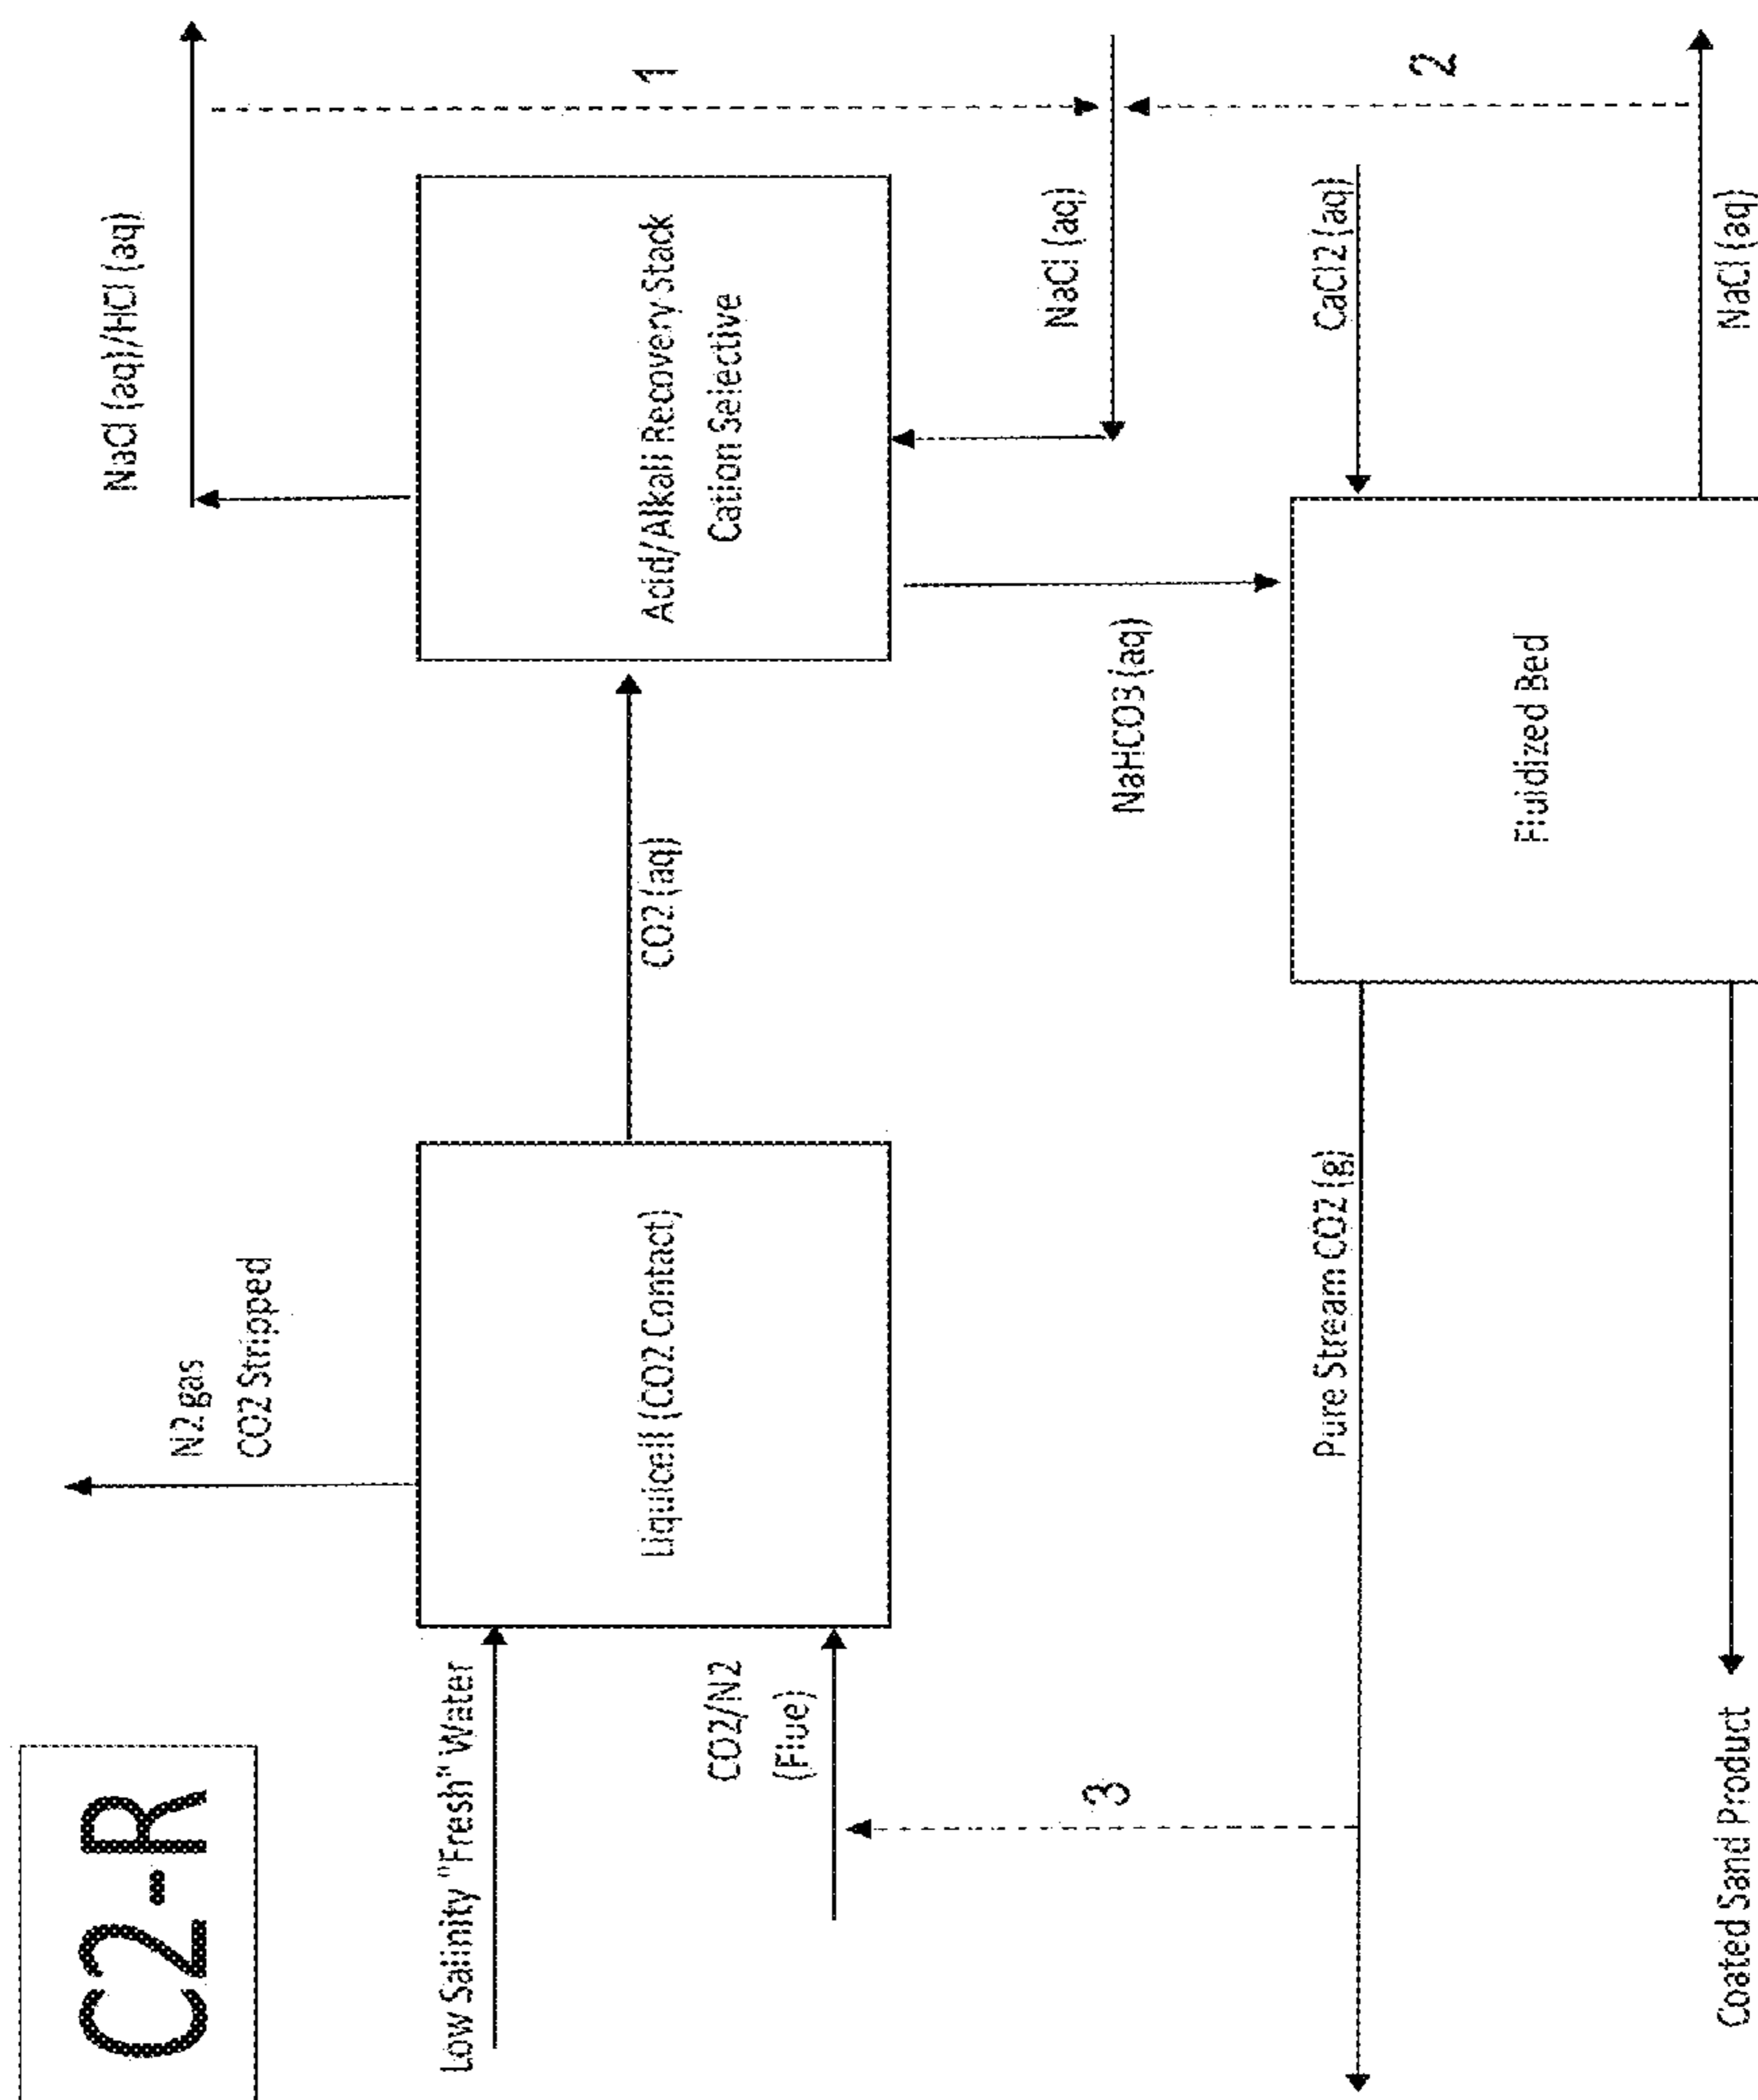 C2-R
Low Salinity "Fresh" Water
CO2/N2
(Flue)
N2 gas
CO2 Stripped
Liquicell (CO2 Contact)
CO2 (aq)
NaCl (aq)/HCl (aq)
Acid/Alkali Recovery Stack
Cation Selective
1
NaCl (aq)
NaHCO3 (aq)
CaCl2 (aq)
2
3
Pure Stream CO2 (g)
Fluidized Bed
Coated Sand Product
NaCl (aq)